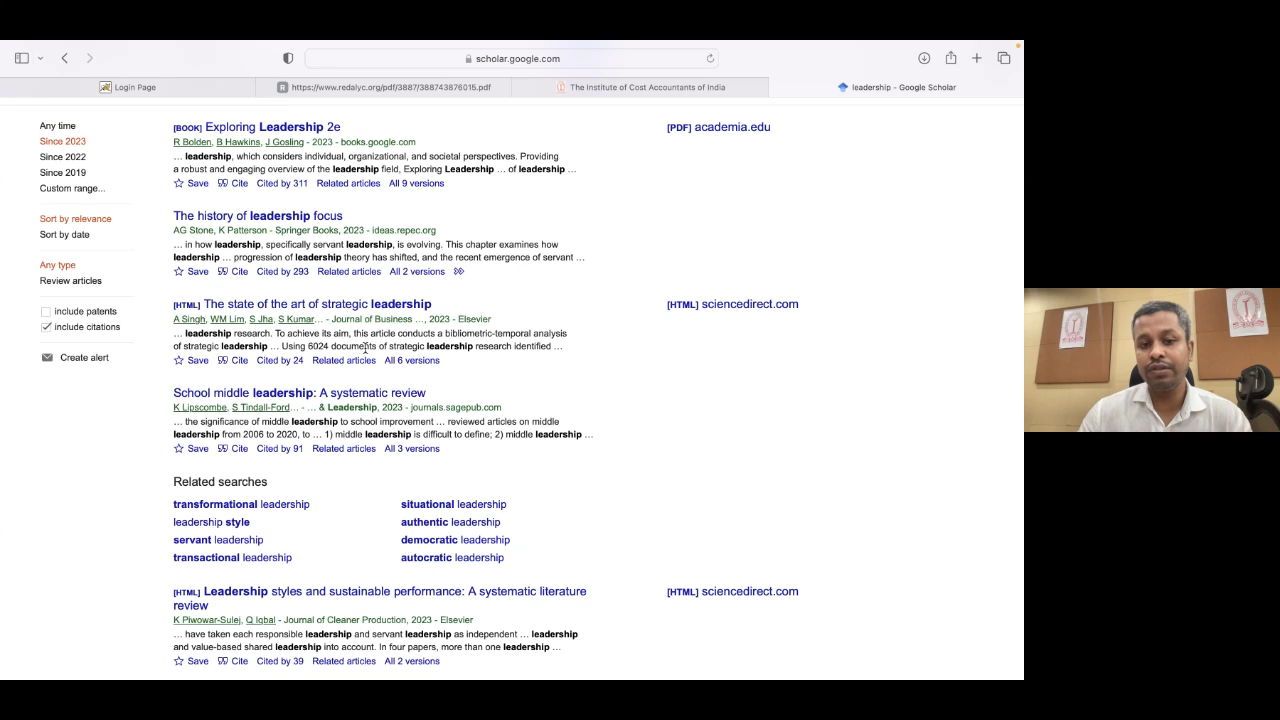 scholar.google.com
Login Page
R https://www.redalyc.org/pdf/3887/388743876015.pdf
The Institute of Cost Accountants of India
leadership - Google Scholar
Any time
Since 2023
Since 2022
Since 2019
Custom range...
Sort by relevance
Sort by date
Any type
Review articles
include patents
include citations
Create alert
[BOOK] Exploring Leadership 2e
[PDF] academia.edu
R Bolden, B Hawkins, J Gosling - 2023 - books.google.com
... leadership, which considers individual, organizational, and societal perspectives. Providing
a robust and engaging overview of the leadership field, Exploring Leadership ... of leadership ...
Save Cite Cited by 311 Related articles All 9 versions
The history of leadership focus
AG Stone, K Patterson - Springer Books, 2023 - ideas.repec.org
... in how leadership, specifically servant leadership, is evolving. This chapter examines how
leadership ... progression of leadership theory has shifted, and the recent emergence of servant ...
Save Cite Cited by 293 Related articles All 2 versions
[HTML] The state of the art of strategic leadership
[HTML] sciencedirect.com
A Singh, WM Lim, S Jha, S Kumar... - Journal of Business ..., 2023 - Elsevier
... leadership research. To achieve its aim, this article conducts a bibliometric-temporal analysis
of strategic leadership ... Using 6024 documents of strategic leadership research identified ...
Save Cite Cited by 24 Related articles All 6 versions
School middle leadership: A systematic review
K Lipscombe, S Tindall-Ford... - ... & Leadership, 2023 - journals.sagepub.com
... the significance of middle leadership to school improvement ... reviewed articles on middle
leadership from 2006 to 2020, to ... 1) middle leadership is difficult to define; 2) middle leadership ...
Save Cite Cited by 91 Related articles All 3 versions
Related searches
transformational leadership
situational leadership
leadership style
authentic leadership
servant leadership
democratic leadership
transactional leadership
autocratic leadership
[HTML] Leadership styles and sustainable performance: A systematic literature
review
[HTML] sciencedirect.com
K Piwowar-Sulej, Q Iqbal - Journal of Cleaner Production, 2023 - Elsevier
... have taken each responsible leadership and servant leadership as independent ... leadership
and value-based shared leadership into account. In four papers, more than one leadership ...
Save Cite Cited by 39 Related articles All 2 versions